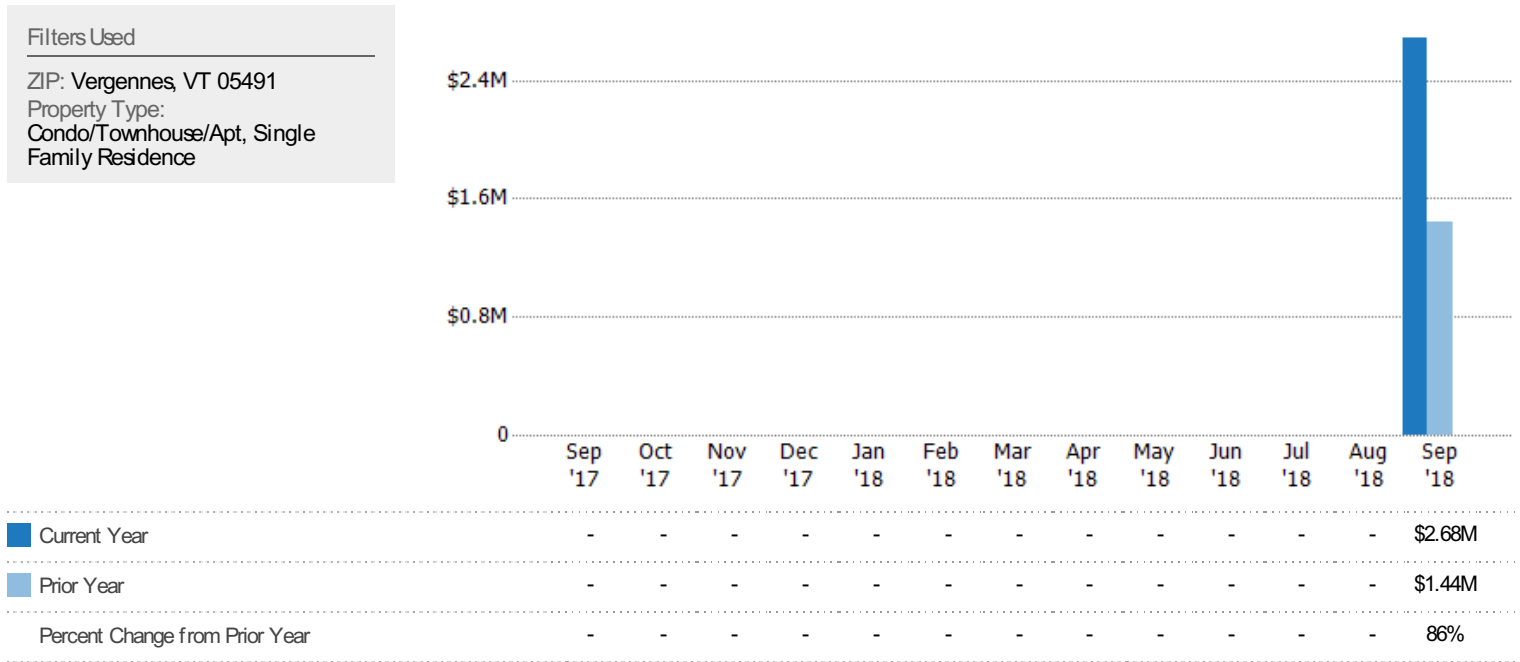 Filters Used
ZIP: Vergennes, VT 05491
Property Type:
Condo/Townhouse/Apt, Single
Family Residence
$2.4M
$1.6M
$0.8M
0
Sep Oct Nov Dec Jan Feb Mar Apr May Jun Jul Aug Sep
'17 '17 '17 '17 '18 '18 '18 '18 '18 '18 '18 '18 '18
Current Year - - - - - - - - - - - - $2.68M
Prior Year - - - - - - - - - - - - $1.44M
Percent Change from Prior Year - - - - - - - - - - - - 86%